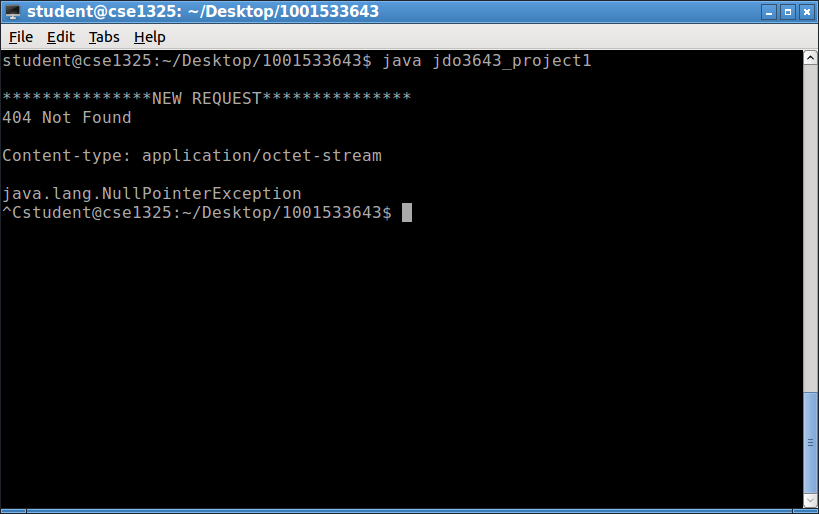 student@cse1325: ~/Desktop/1001533643
File Edit Tabs Help
student@cse1325:~/Desktop/1001533643$ java jdo3643_project1
***************NEW REQUEST***************
404 Not Found
Content-type: application/octet-stream
java.lang.NullPointerException
^Cstudent@cse1325:~/Desktop/1001533643$